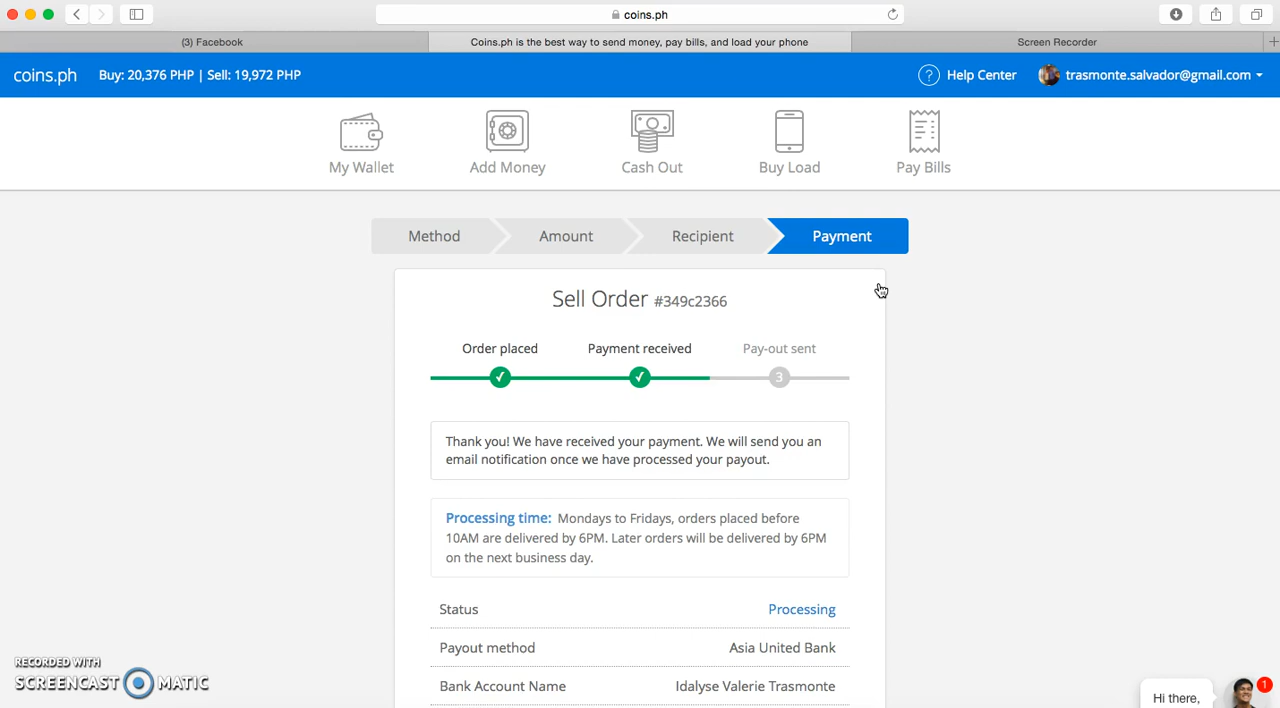 coins.ph
(3) Facebook
Coins.ph is the best way to send money, pay bills, and load your phone
Screen Recorder
coins.ph
Buy: 20,376 PHP | Sell: 19,972 PHP
? Help Center
trasmonte.salvador@gmail.com
My Wallet
Add Money
Cash Out
Buy Load
Pay Bills
Method
Amount
Recipient
Payment
Sell Order #349c2366
Order placed
Payment received
Pay-out sent
3
Thank you! We have received your payment. We will send you an
email notification once we have processed your payout.
Processing time: Mondays to Fridays, orders placed before
10AM are delivered by 6PM. Later orders will be delivered by 6PM
on the next business day.
Status
Processing
Payout method
Asia United Bank
Bank Account Name
Idalyse Valerie Trasmonte
RECORDED WITH
SCREENCAST MATIC
Hi there,
1